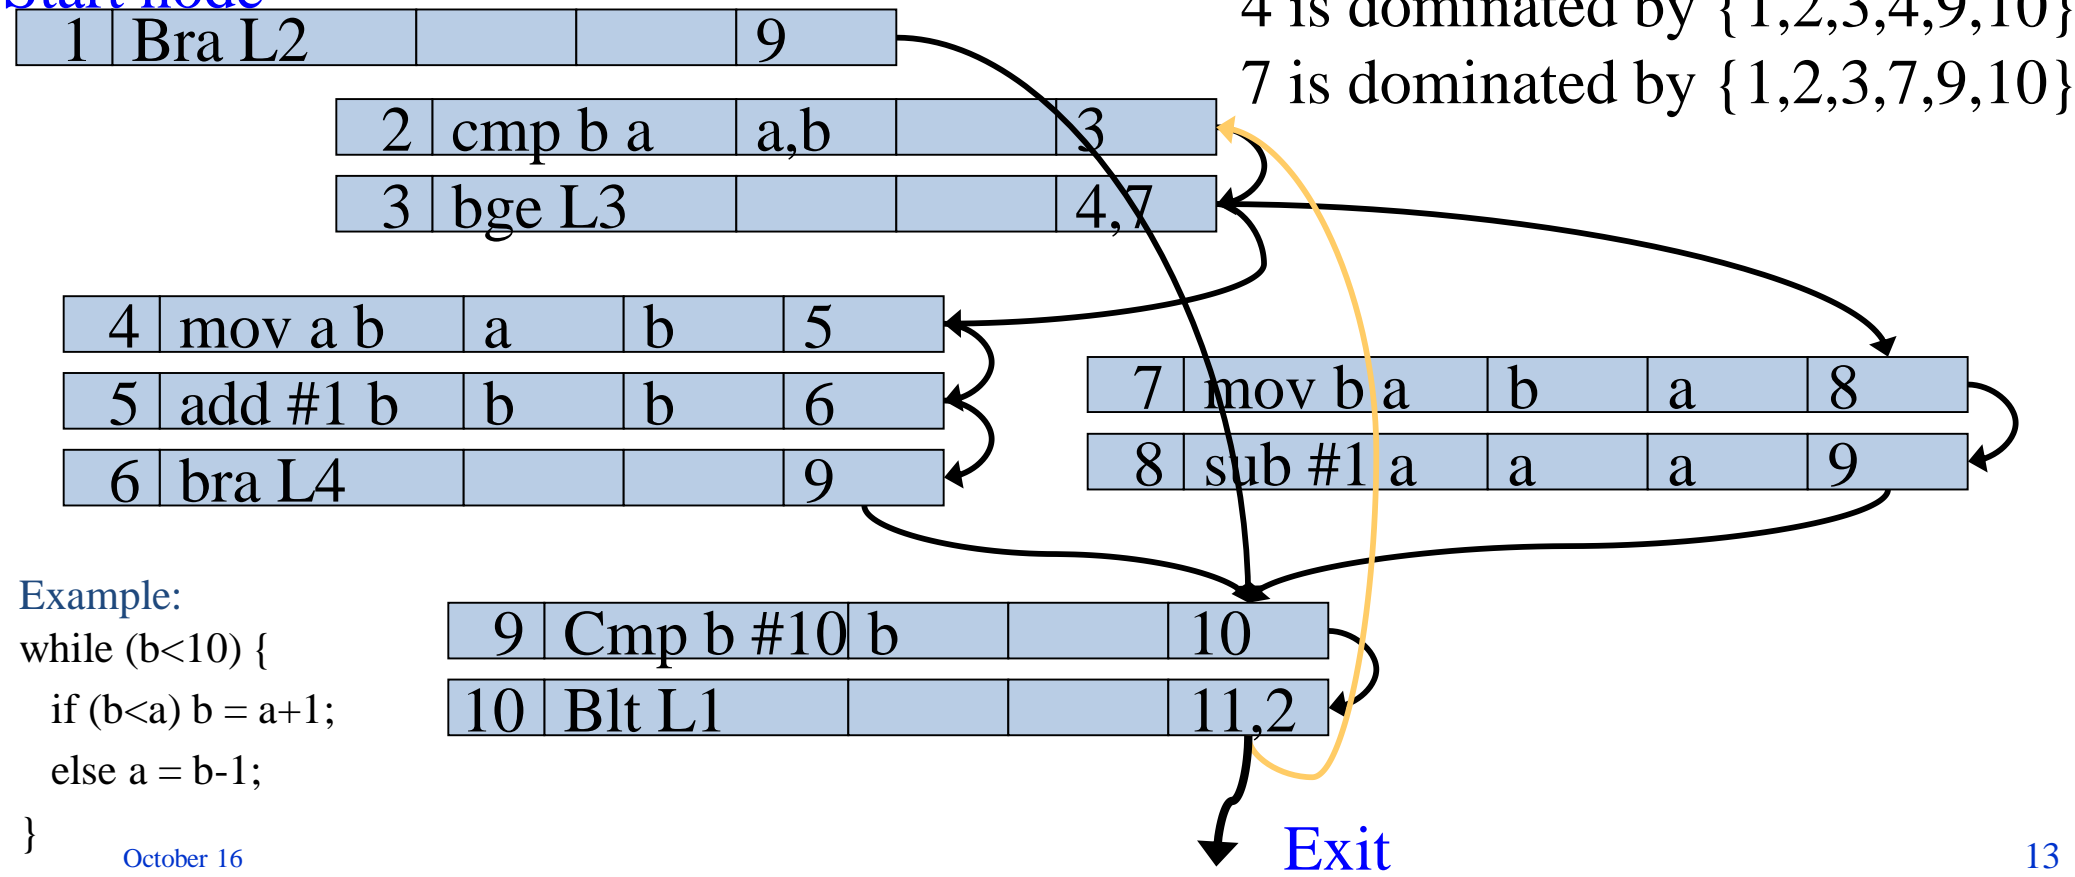 Start node
4 is dominated by {1,2,3,4,9,10}
7 is dominated by {1,2,3,7,9,10}
1 Bra L2 9
2 cmp b a a,b 3
3 bge L3 4,7
4 mov a b a b 5
5 add #1 b b b 6
6 bra L4 9
7 mov b a b a 8
8 sub #1 a a a 9
9 Cmp b #10 b 10
10 Blt L1 11,2
Example:
while (b<10) {
if (b<a) b = a+1;
else a = b-1;
}
October 16
Exit
13